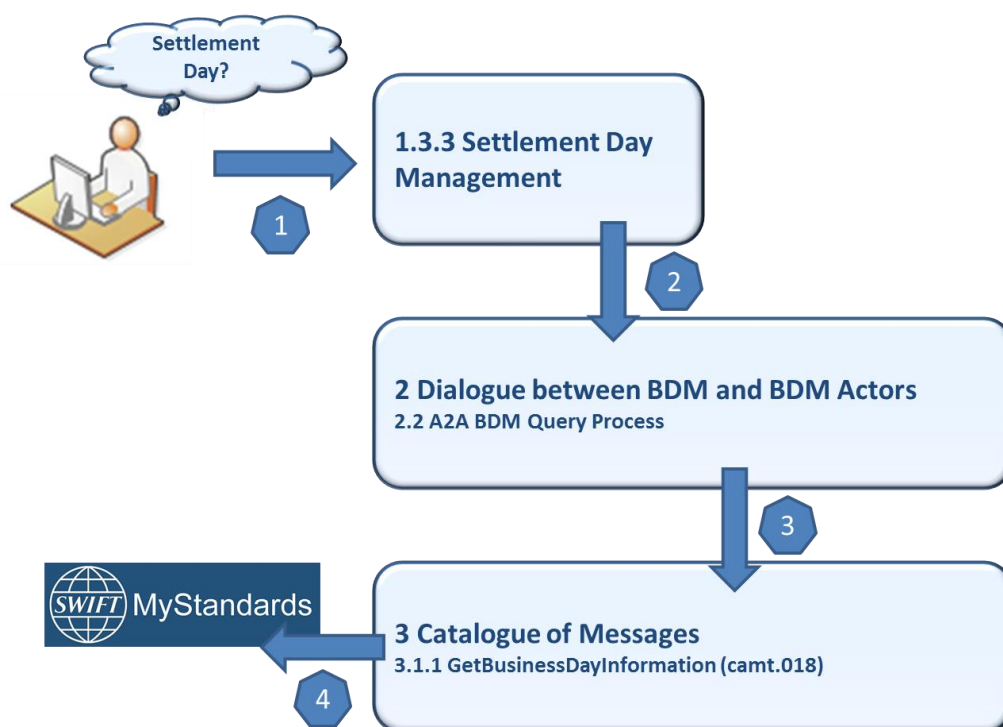 Settlement
Day?
1.3.3 Settlement Day
Management
1
2
2 Dialogue between BDM and BDM Actors
2.2 A2A BDM Query Process
3
SWIFT MyStandards
3 Catalogue of Messages
3.1.1 GetBusinessDayInformation (camt.018)
4